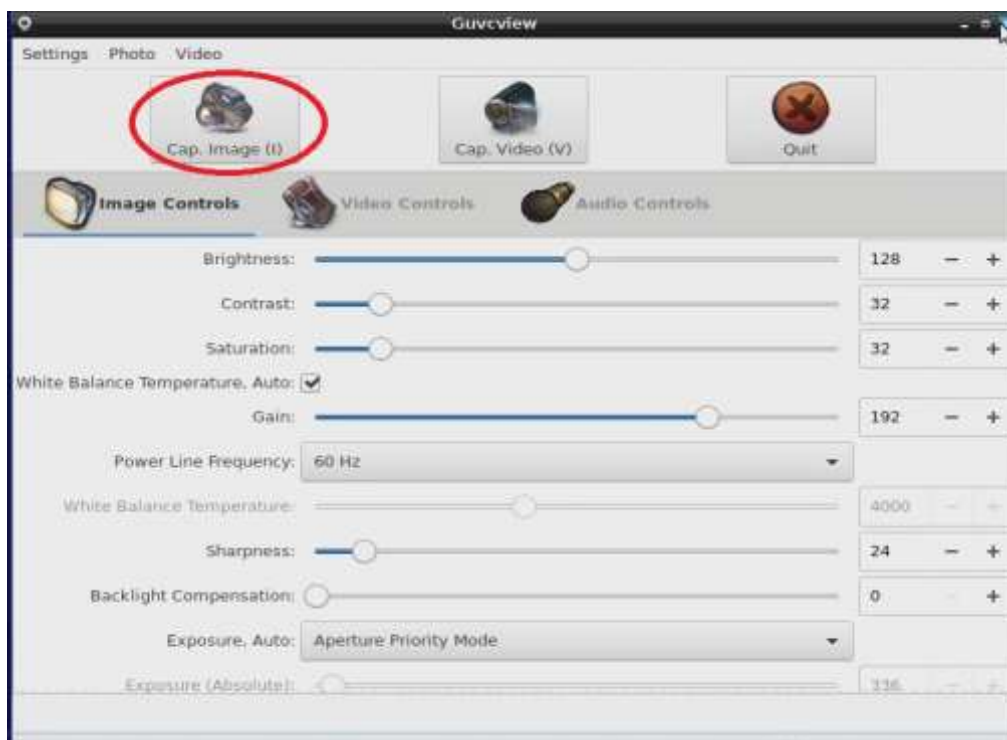 Guvcview
Settings Photo Video
Cap. Image (I) Cap. Video (V) Quit
Image Controls Video Controls Audio Controls
Brightness: 128 − +
Contrast: 32 − +
Saturation: 32 − +
White Balance Temperature, Auto:
Gain: 192 − +
Power Line Frequency: 60 Hz
White Balance Temperature: 4000 − +
Sharpness: 24 − +
Backlight Compensation: 0 − +
Exposure, Auto: Aperture Priority Mode
Exposure (Absolute): 336 − +